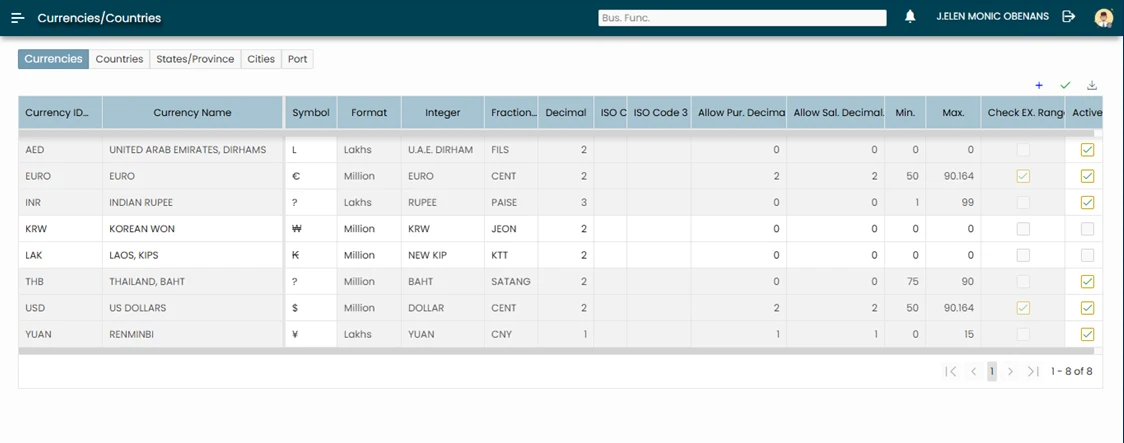 Currencies/Countries Bus. Func. J.ELEN MONIC OBENANS
Currencies Countries States/Province Cities Port
Currency ID... Currency Name Symbol Format Integer Fraction... Decimal ISO C ISO Code 3 Allow Pur. Decima Allow Sal. Decimal. Min. Max. Check EX. Rang Active
AED UNITED ARAB EMIRATES, DIRHAMS L Lakhs U.A.E. DIRHAM FILS 2 0 0 0 0
EURO EURO € Million EURO CENT 2 2 2 50 90.164
INR INDIAN RUPEE ? Lakhs RUPEE PAISE 3 0 0 1 99
KRW KOREAN WON ₩ Million KRW JEON 2 0 0 0 0
LAK LAOS, KIPS ₭ Million NEW KIP KTT 2 0 0 0 0
THB THAILAND, BAHT ? Million BAHT SATANG 2 0 0 75 90
USD US DOLLARS $ Million DOLLAR CENT 2 2 2 50 90.164
YUAN RENMINBI ¥ Lakhs YUAN CNY 1 1 1 0 15
1 1 - 8 of 8